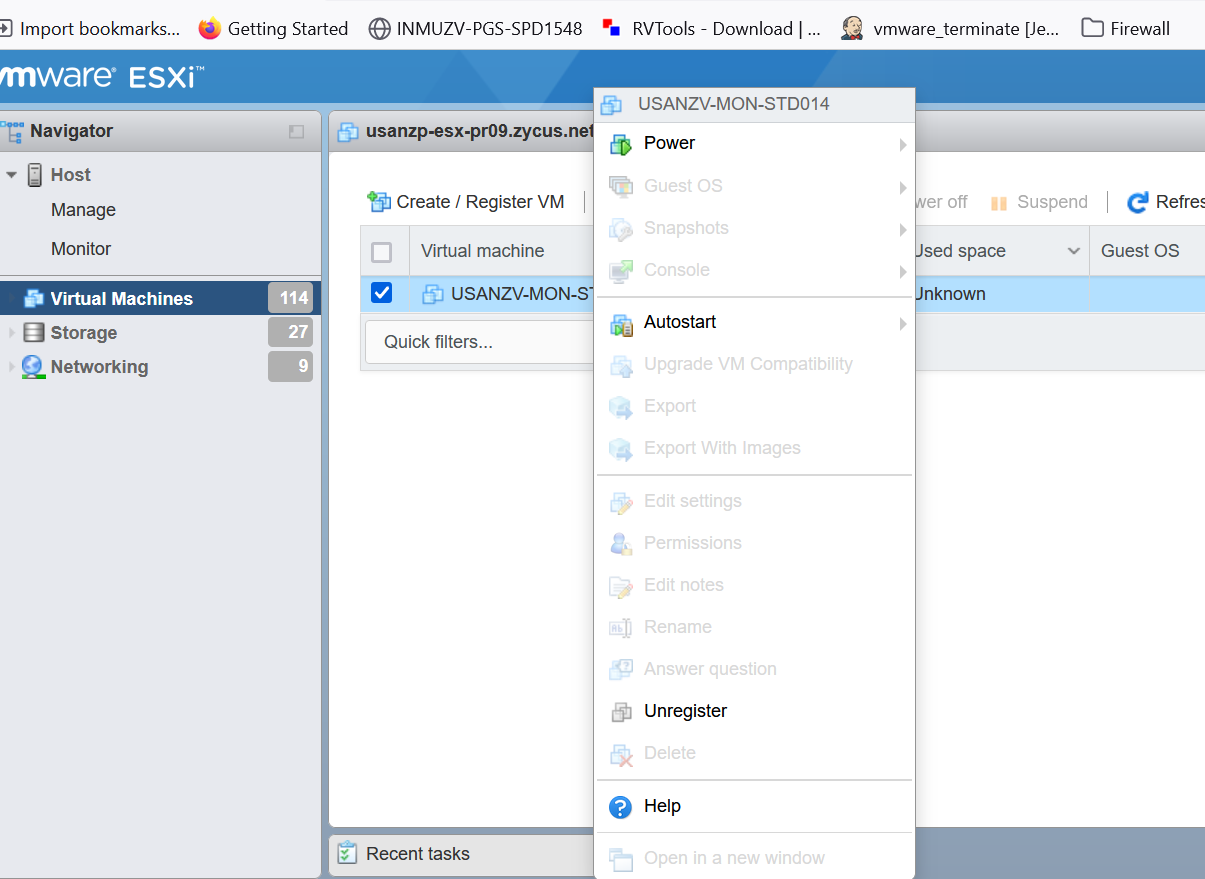 Import bookmarks... Getting Started INMUZV-PGS-SPD1548 RVTools - Download | ... vmware_terminate [Je... Firewall
vmware® ESXi™
USANZV-MON-STD014
Navigator
usanzp-esx-pr09.zycus.net
Power
Host
Guest OS
Create / Register VM
wer off Suspend Refres
Manage
Snapshots
Monitor
Virtual machine
Used space Guest OS
Console
Virtual Machines 114
USANZV-MON-ST
Unknown
Autostart
Storage 27
Quick filters...
Networking 9
Upgrade VM Compatibility
Export
Export With Images
Edit settings
Permissions
Edit notes
Rename
Answer question
Unregister
Delete
Help
Recent tasks
Open in a new window